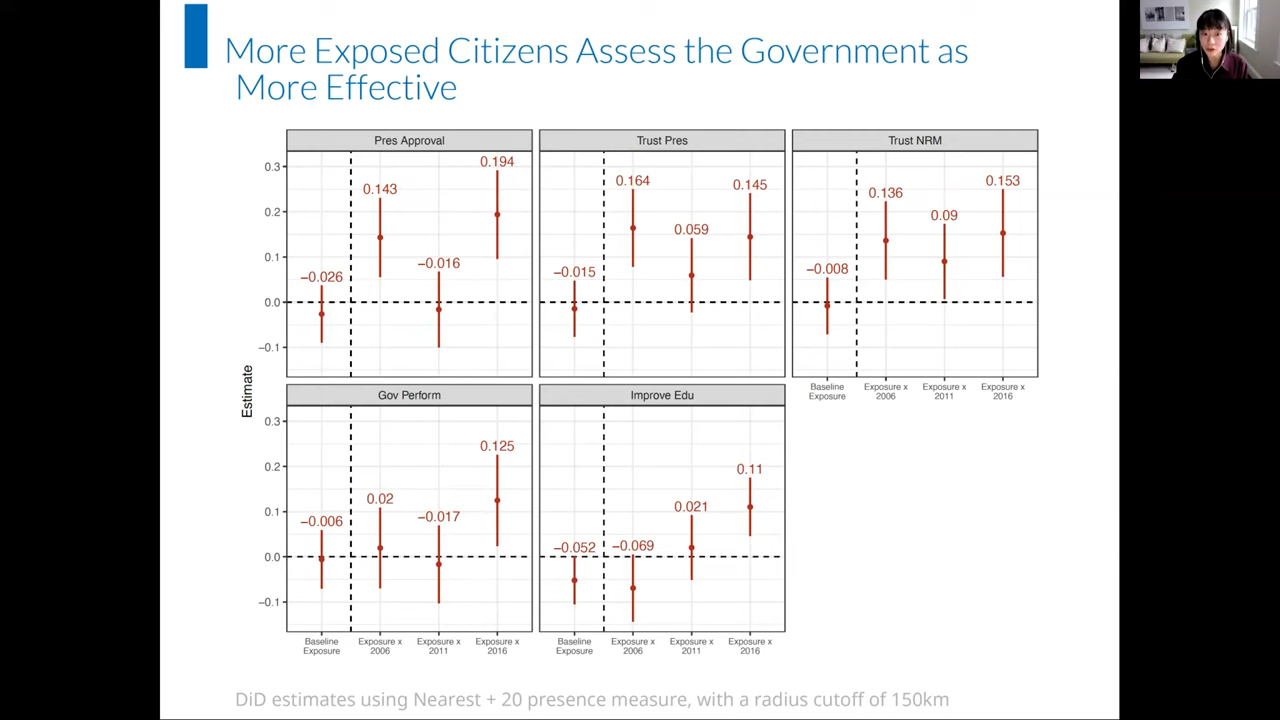 More Exposed Citizens Assess the Government as
More Effective
Pres Approval
Trust Pres
Trust NRM
0.3
0.2
0.1
0.0
−0.1
−0.026
0.143
−0.016
0.194
−0.015
0.164
0.059
0.145
−0.008
0.136
0.09
0.153
Baseline
Exposure
Exposure x
2006
Exposure x
2011
Exposure x
2016
Estimate
Gov Perform
Improve Edu
0.3
0.2
0.1
0.0
−0.1
−0.006
0.02
−0.017
0.125
−0.052
−0.069
0.021
0.11
Baseline
Exposure
Exposure x
2006
Exposure x
2011
Exposure x
2016
Baseline
Exposure
Exposure x
2006
Exposure x
2011
Exposure x
2016
DiD estimates using Nearest + 20 presence measure, with a radius cutoff of 150km